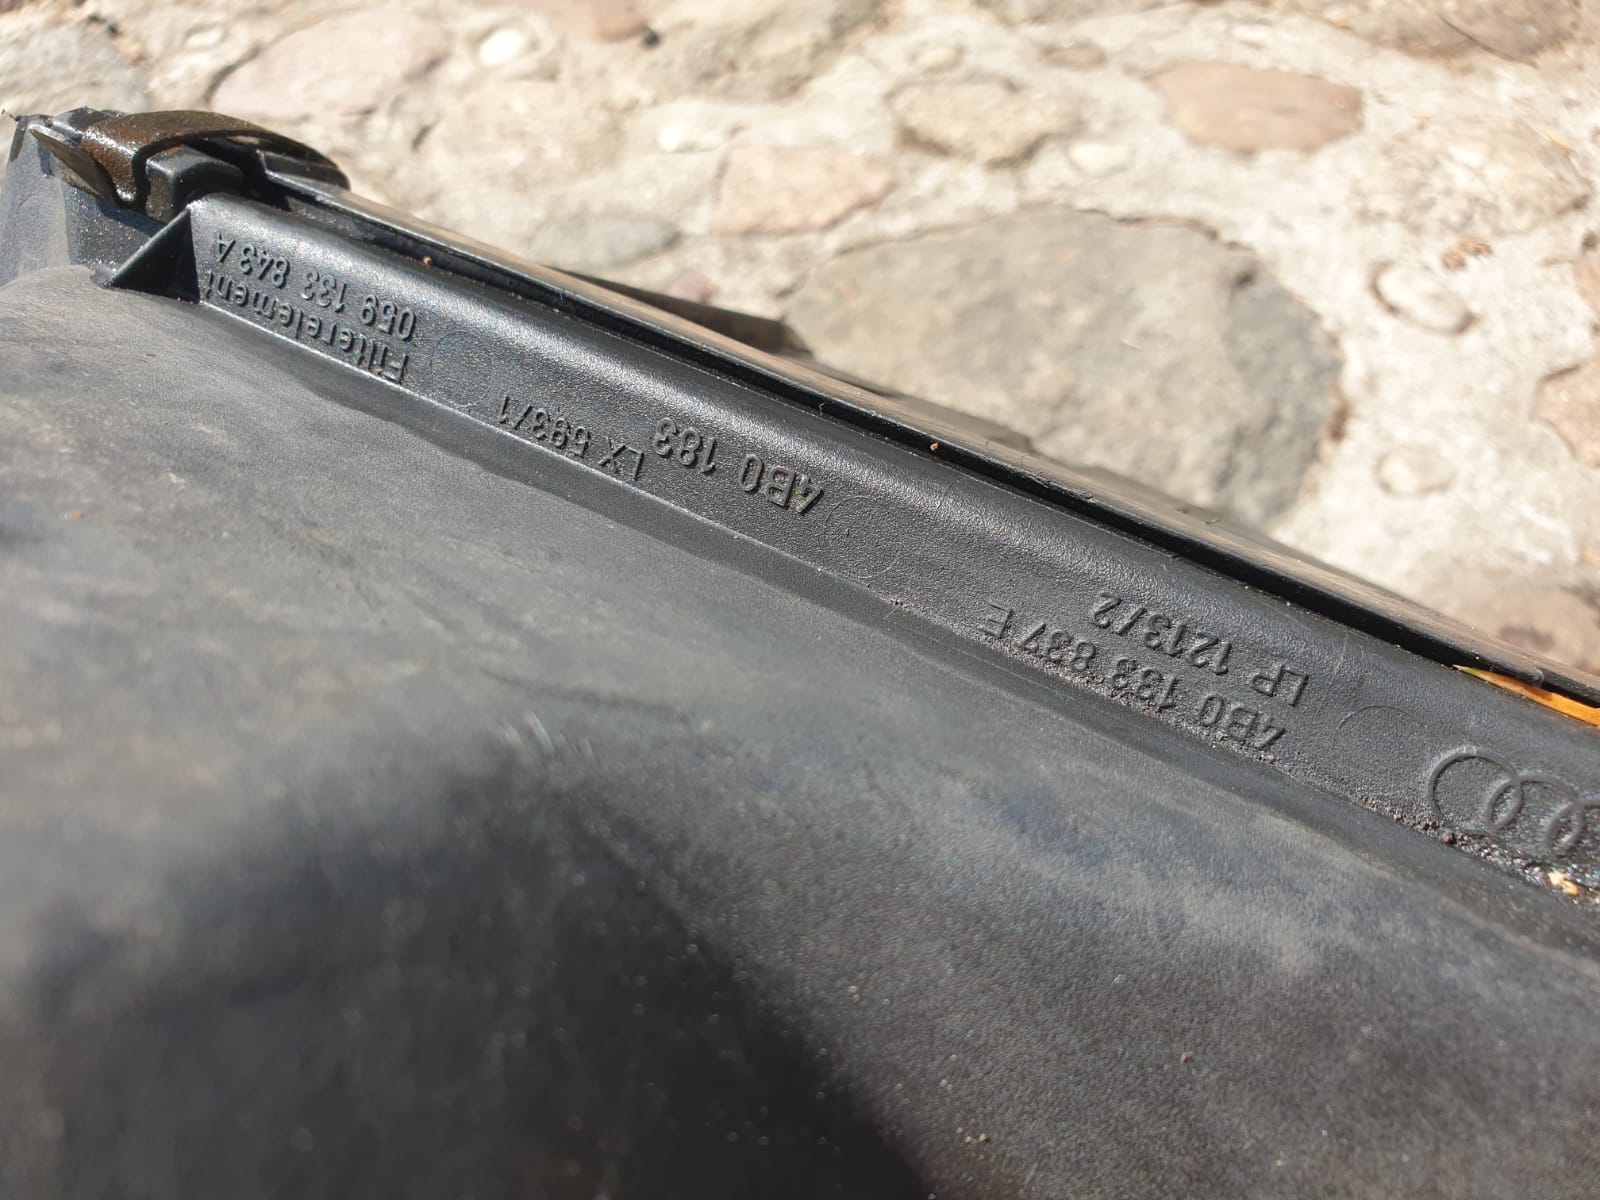 4B0 133 837 E
LP 1213/2
4B0 183
LX 593/1
Filterelement
059 133 843 A